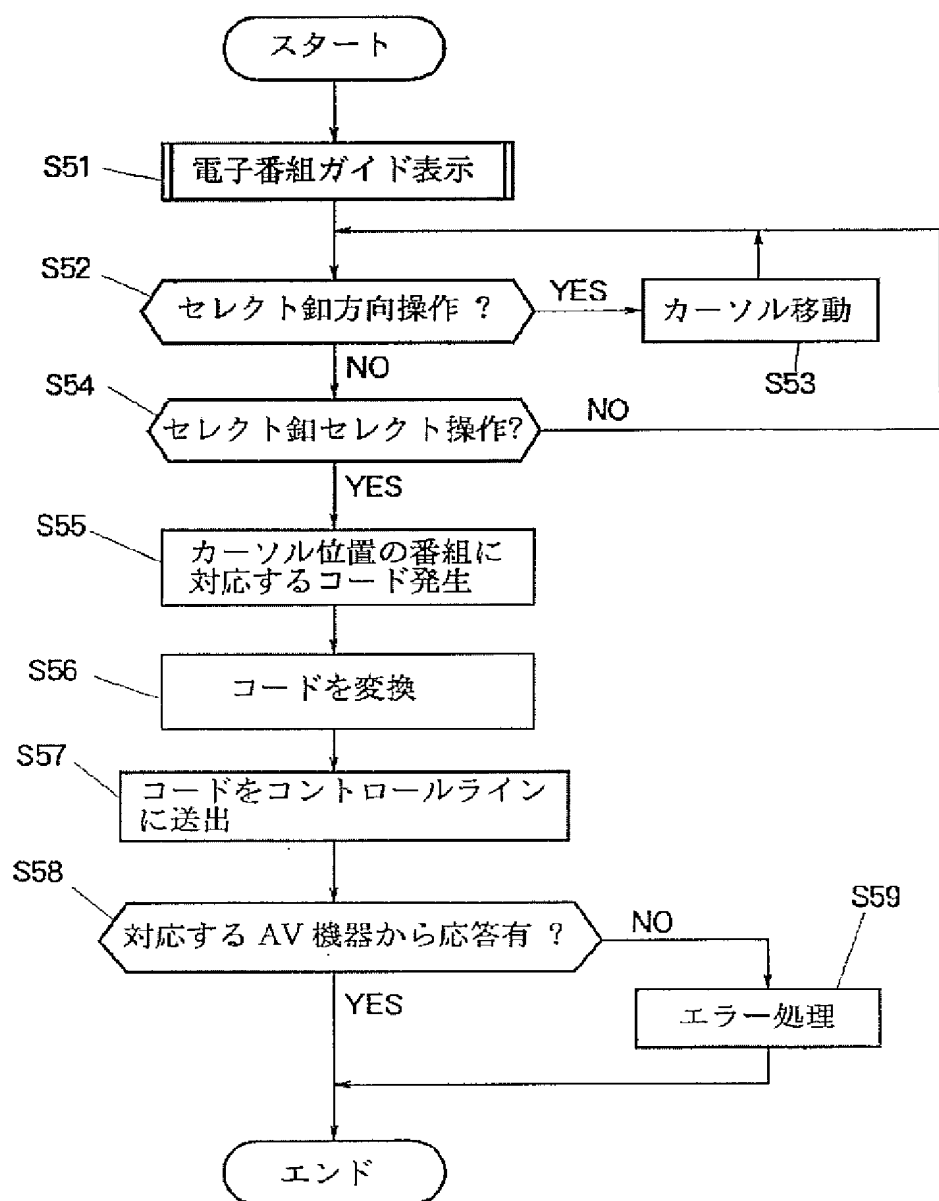 スタート
S51
電子番組ガイド表示
S52
セレクト釦方向操作 ?
YES
カーソル移動
S53
NO
S54
セレクト釦セレクト操作?
NO
YES
S55
カーソル位置の番組に
対応するコード発生
S56
コードを変換
S57
コードをコントロールライン
に送出
S58
対応する AV 機器から応答有 ?
NO
S59
YES
エラー処理
エンド